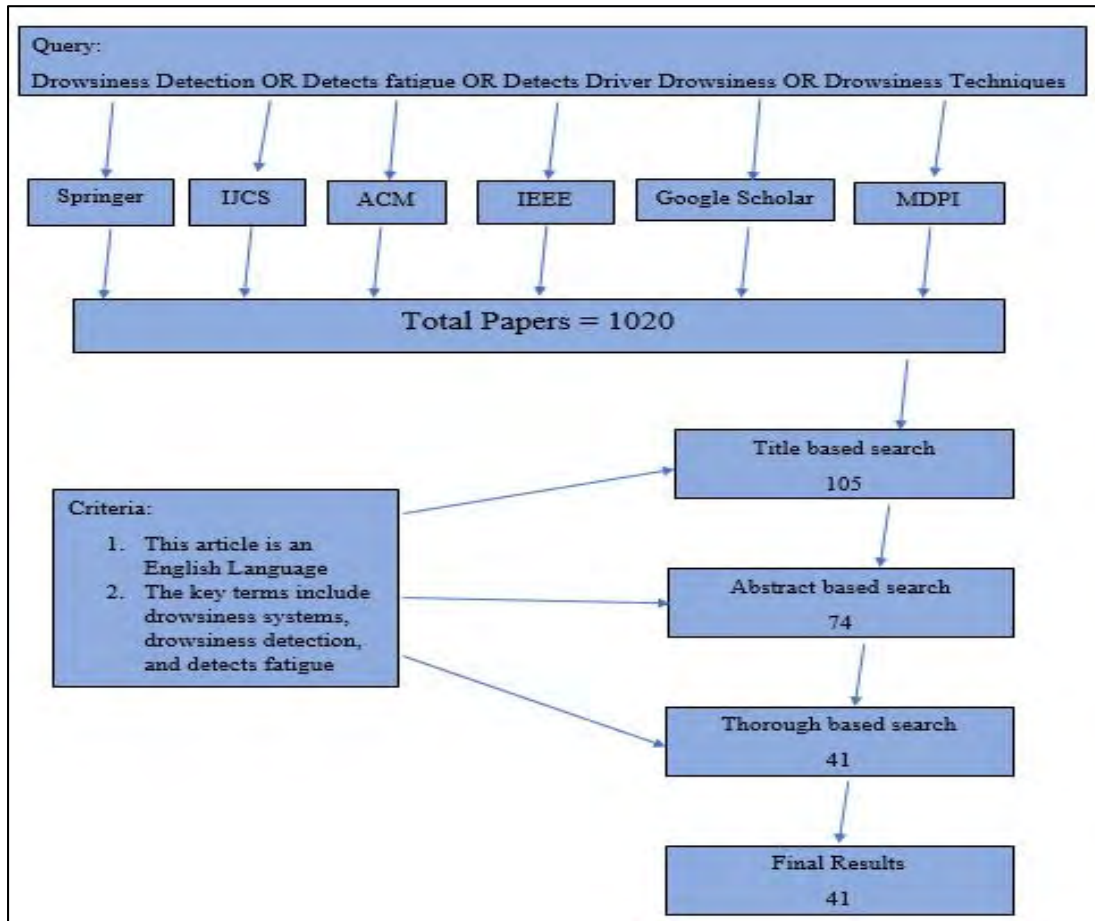 Query:
Drowsiness Detection OR Detects fatigue OR Detects Driver Drowsiness OR Drowsiness Techniques
Springer
IJCS
ACM
IEEE
Google Scholar
MDPI
Total Papers = 1020
Title based search
105
Criteria:
1. This article is an
English Language
2. The key terms include
drowsiness systems,
drowsiness detection,
and detects fatigue
Abstract based search
74
Thorough based search
41
Final Results
41